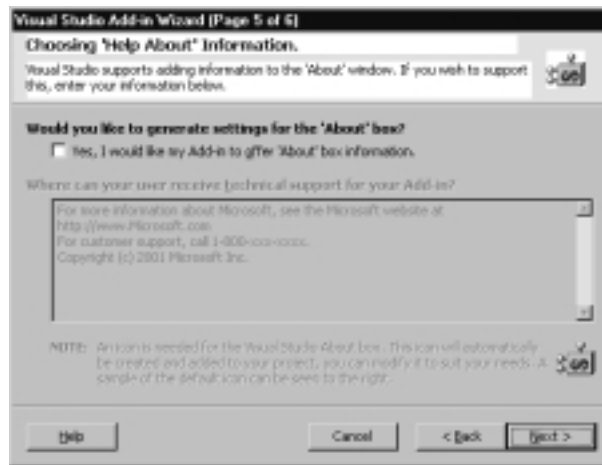 Visual Studio Add-in Wizard (Page 5 of 6)
Choosing 'Help About' Information.
Visual Studio supports adding information to the 'About' window. If you wish to support
this, enter your information below.
Would you like to generate settings for the 'About' box?
Yes, I would like my Add-in to offer 'About' box information.
Where can your user receive technical support for your Add-in?
For more information about Microsoft, see the Microsoft website at
http://www.Microsoft.com
For customer support, call 1-800-xxx-xxxx.
Copyright (c) 2001 Microsoft Inc.
NOTE: An icon is needed for the Visual Studio About box. This icon will automatically
be created and added to your project, you can modify it to suit your needs. A
sample of the default icon can be seen to the right.
Help
Cancel
< Back
Next >